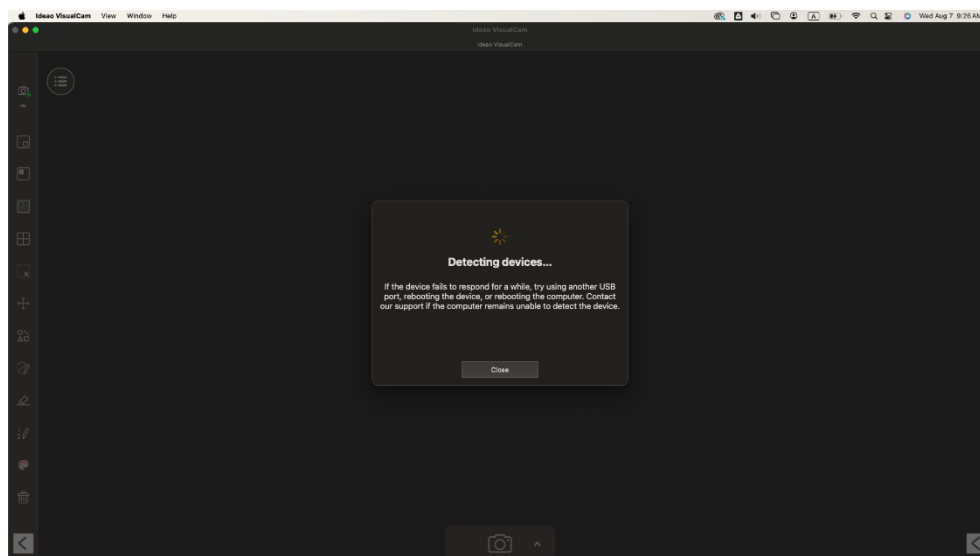 Ideao VisualCam View Window Help Wed Aug 7 9:26 AM
Ideao VisualCam
Ideao VisualCam
Detecting devices...
If the device fails to respond for a while, try using another USB
port, rebooting the device, or rebooting the computer. Contact
our support if the computer remains unable to detect the device.
Close